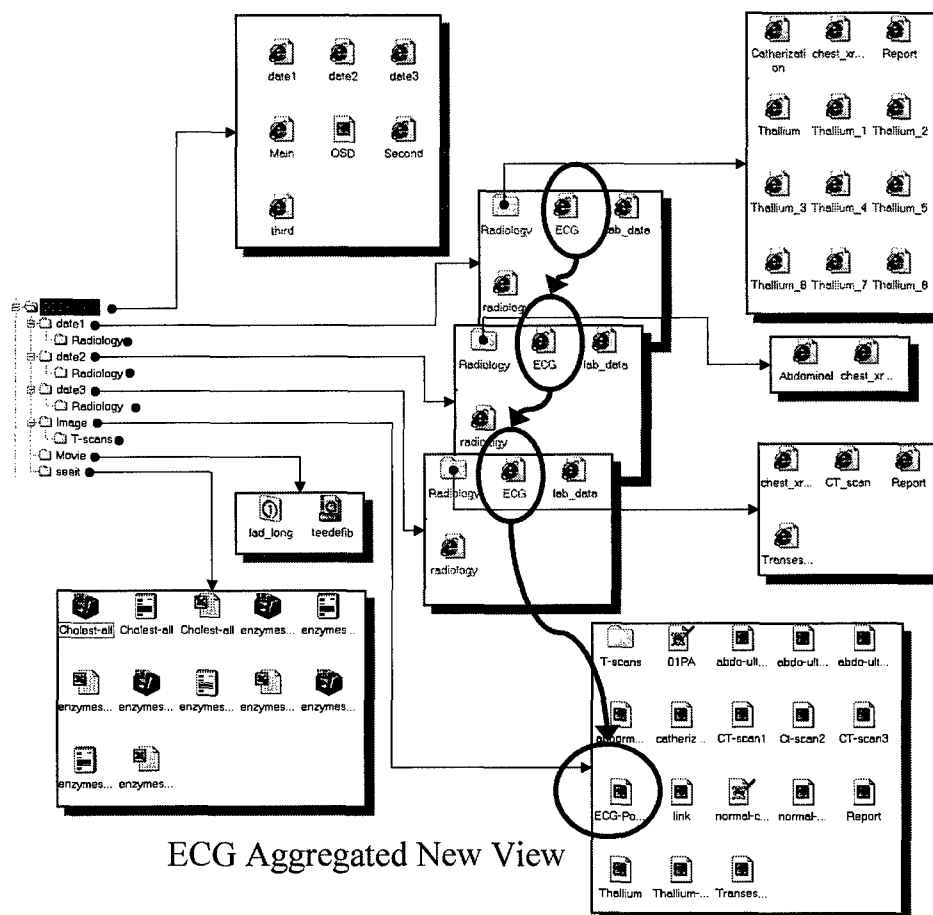 date1 date2 date3
Main OSD Second
third
Catherizati on chest_xr... Report
Thallium Thallium_1 Thallium_2
Thallium_3 Thallium_4 Thallium_5
Thallium_6 Thallium_7 Thallium_8
Radiology ECG lab_data
radiology
Radiology ECG lab_data
radiology
Radiology ECG lab_data
radiology
Abdominal chest_xr...
chest_xr... CT_scan Report
Transes...
date1
Radiology
date2
Radiology
date3
Radiology
Image
T-scans
Movie
lad_long teedefib
Cholest-all Cholest-all Cholest-all enzymes... enzymes...
enzymes... enzymes... enzymes... enzymes... enzymes...
enzymes... enzymes...
T-scans 01PA abdo-ult... abdo-ult... abdo-ult...
catheriz... CT-scan1 Ct-scan2 CT-scan3
ECG-Po... link normal-c... normal-... Report
Thallium Thallium-... Transes...
ECG Aggregated New View